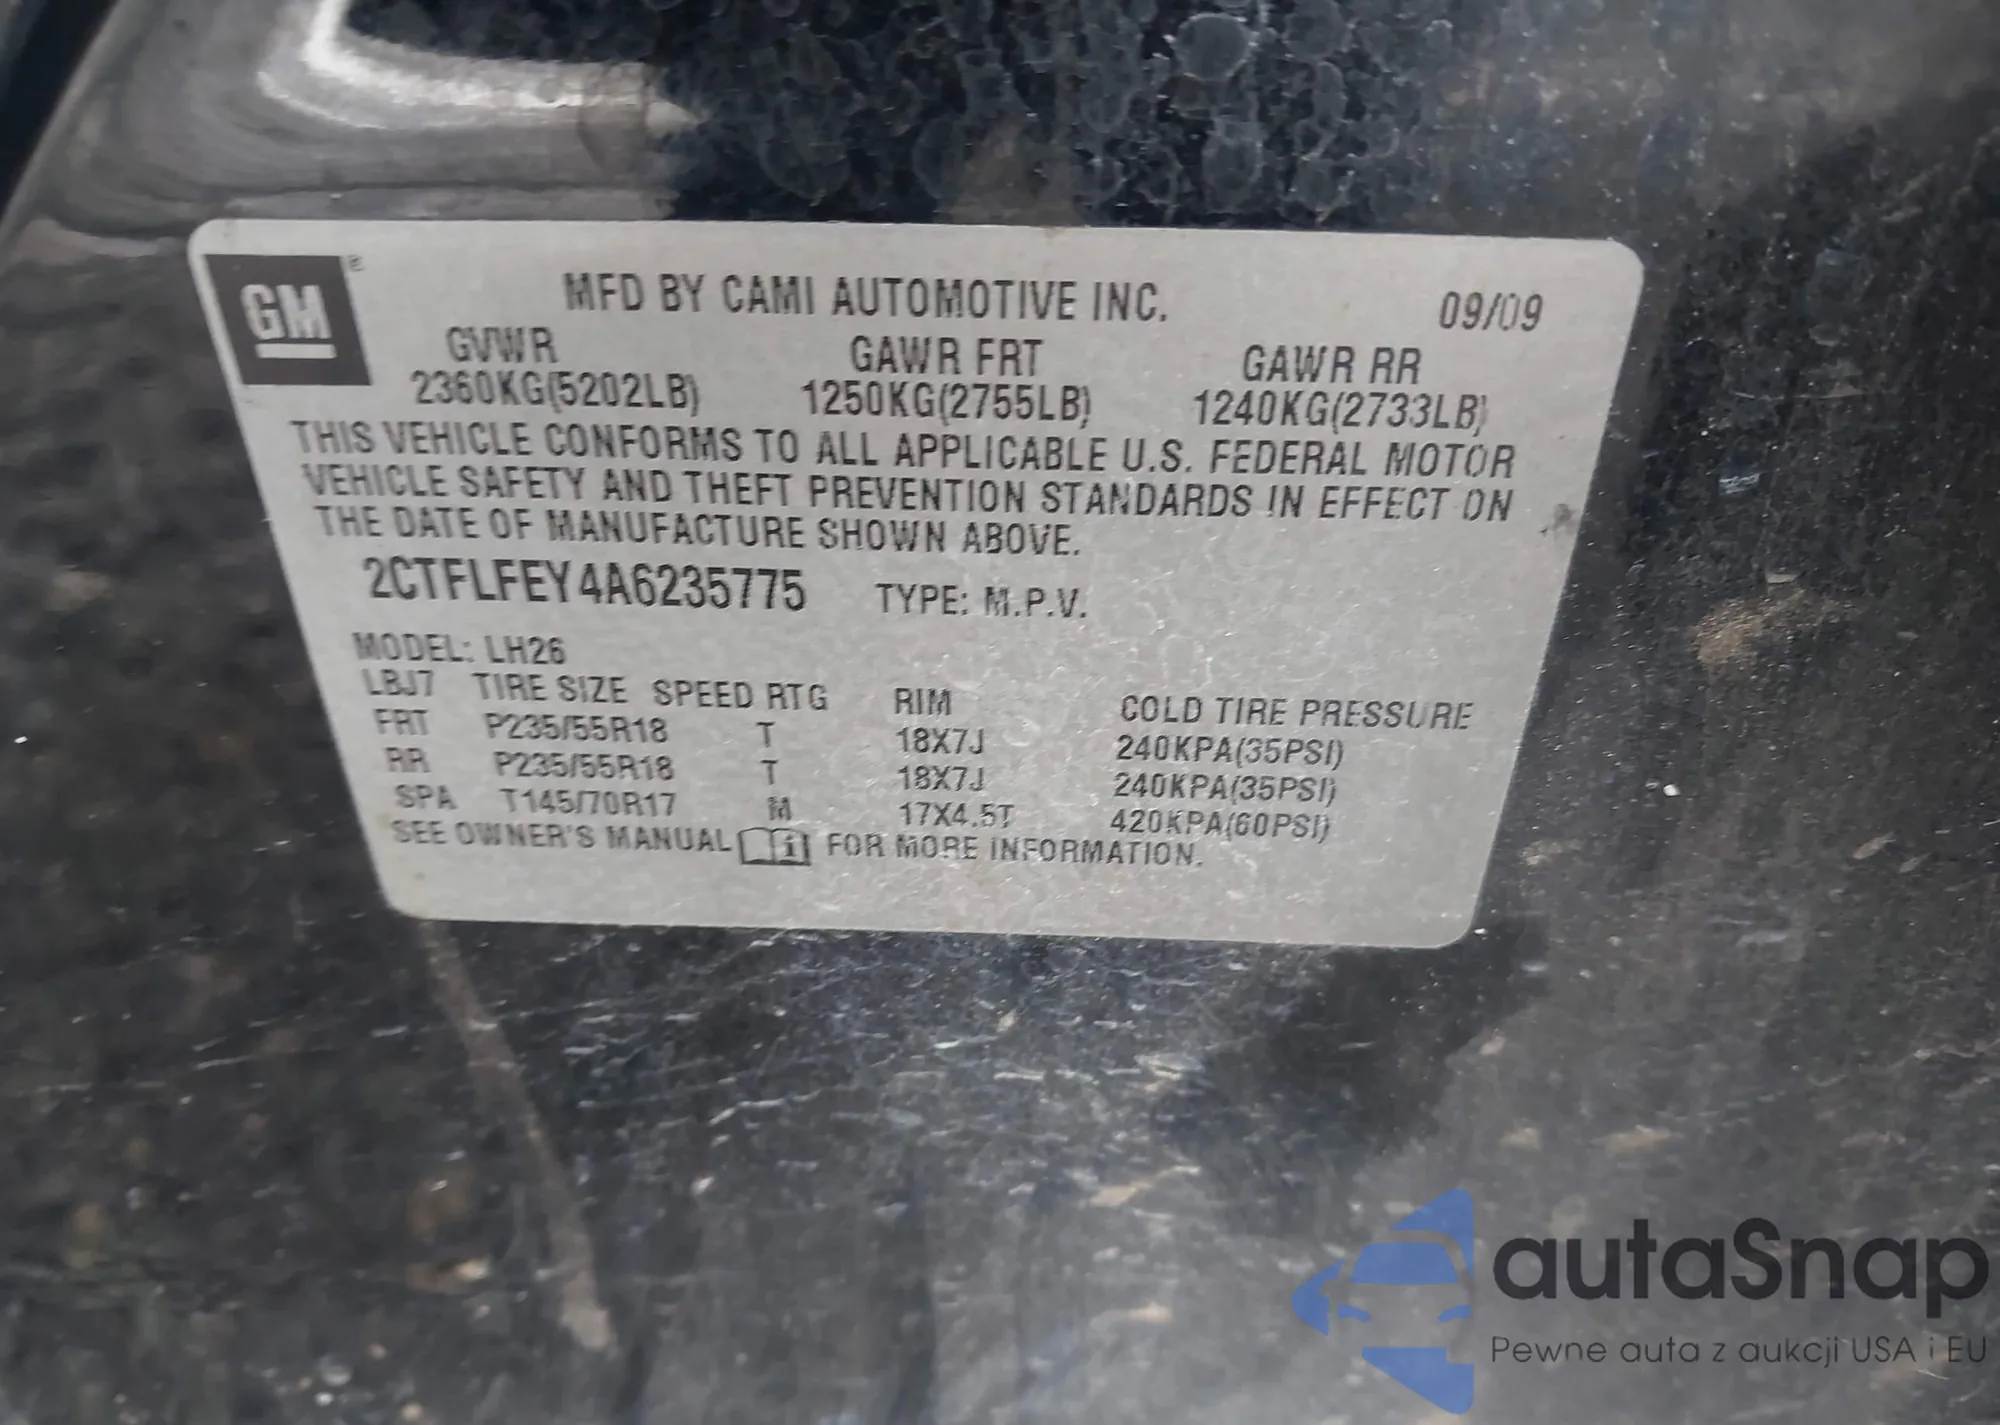 GM®
MFD BY CAMI AUTOMOTIVE INC. 09/09
GVWR GAWR FRT GAWR RR
2360KG(5202LB) 1250KG(2755LB) 1240KG(2733LB)
THIS VEHICLE CONFORMS TO ALL APPLICABLE U.S. FEDERAL MOTOR
VEHICLE SAFETY AND THEFT PREVENTION STANDARDS IN EFFECT ON
THE DATE OF MANUFACTURE SHOWN ABOVE.
2CTFLFEY4A6235775 TYPE: M.P.V.
MODEL: LH26
LBJ7 TIRE SIZE SPEED RTG RIM COLD TIRE PRESSURE
FRT P235/55R18 T 18X7J 240KPA(35PSI)
RR P235/55R18 T 18X7J 240KPA(35PSI)
SPA T145/70R17 M 17X4.5T 420KPA(60PSI)
SEE OWNER'S MANUAL FOR MORE INFORMATION.
autaSnap
Pewne auta z aukcji USA i EU